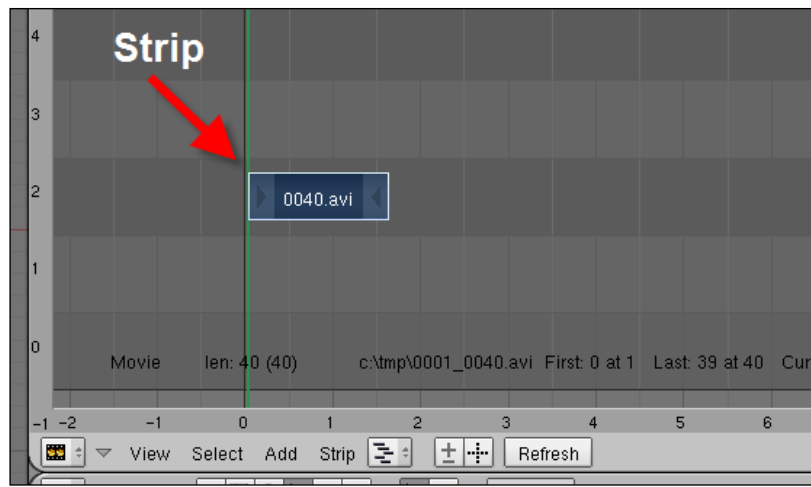 4
Strip
3
2
0040.avi
1
0
Movie len: 40 (40) c:\tmp\0001_0040.avi First: 0 at 1 Last: 39 at 40 Cur
-1 -2 -1 0 1 2 3 4 5 6
View Select Add Strip Refresh